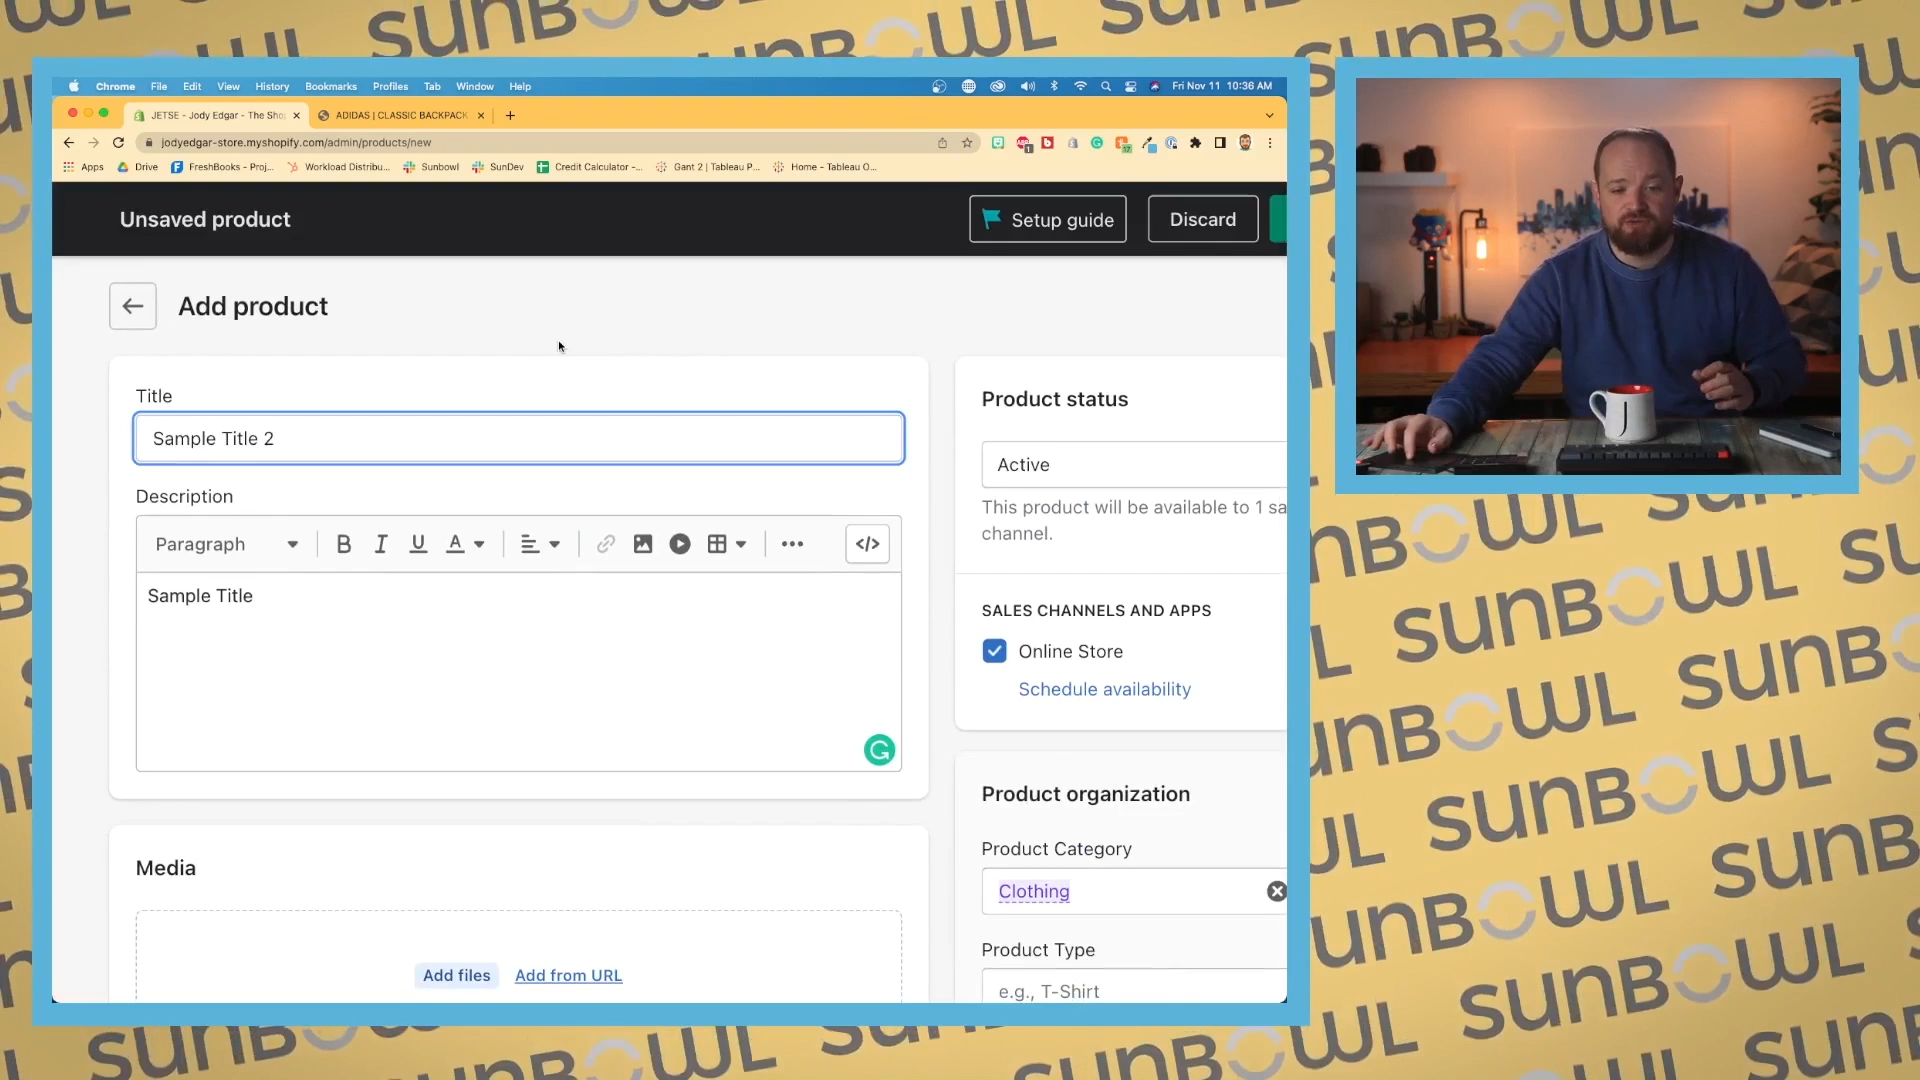 Chrome File Edit View History Bookmarks Profiles Tab Window Help Fri Nov 11 10:36 AM
JETSE - Jody Edgar - The Sho ADIDAS | CLASSIC BACKPACK
jodyedgar-store.myshopify.com/admin/products/new
Apps Drive FreshBooks - Proj... Workload Distribu... Sunbowl SunDev Credit Calculator -... Gant 2 | Tableau P... Home - Tableau O...
Unsaved product Setup guide Discard
Add product
Title
Sample Title 2
Description
Paragraph B I U A
Sample Title
Media
Add files Add from URL
Product status
Active
This product will be available to 1 sa
channel.
SALES CHANNELS AND APPS
Online Store
Schedule availability
Product organization
Product Category
Clothing
Product Type
e.g., T-Shirt
J
SUNBOWL
SUNBOWL
SUNBOWL
SUNBOWL
SUNBOWL
SUNBOWL
SUNBOWL